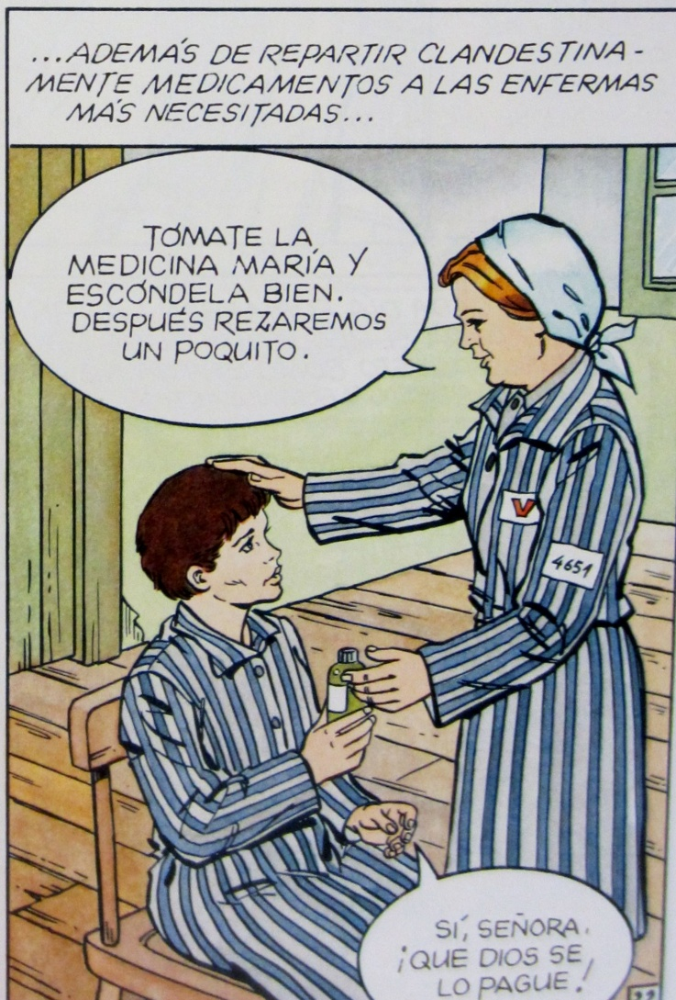 ...ADEMÁS DE REPARTIR CLANDESTINA-
MENTE MEDICAMENTOS A LAS ENFERMAS
MÁS NECESITADAS...
TÓMATE LA
MEDICINA MARÍA Y
ESCÓNDELA BIEN.
DESPUÉS REZAREMOS
UN POQUITO.
V
4651
SÍ, SEÑORA.
¡QUE DIOS SE
LO PAGUE!